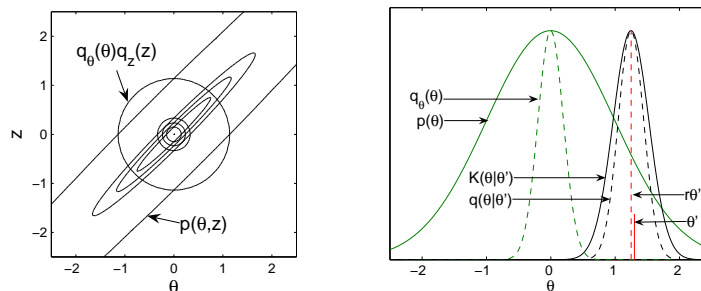 2
1
0
−1
−2
z
q_θ(θ)q_z(z)
p(θ,z)
−2 −1 0 1 2
θ
q_θ(θ)
p(θ)
K(θ|θ')
q(θ|θ')
rθ'
θ'
−2 −1 0 1 2
θ